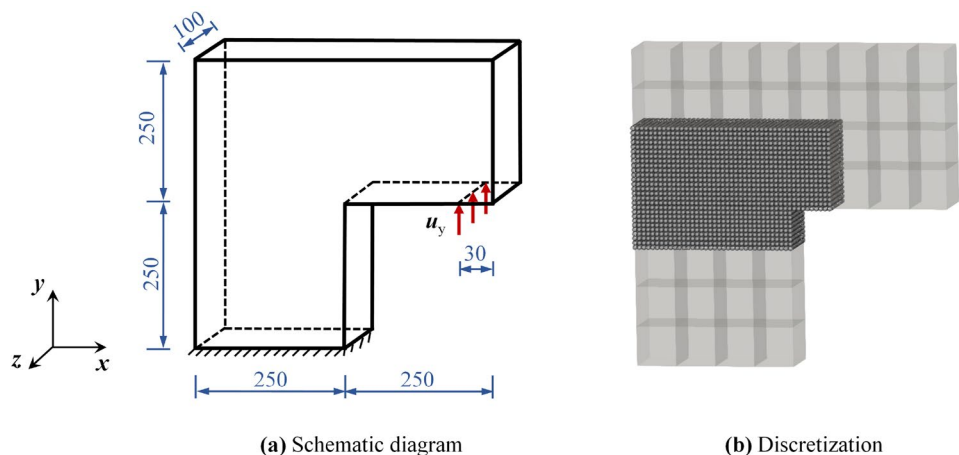 100
250
250
u_y
30
y
z
x
250
250
(a) Schematic diagram
(b) Discretization